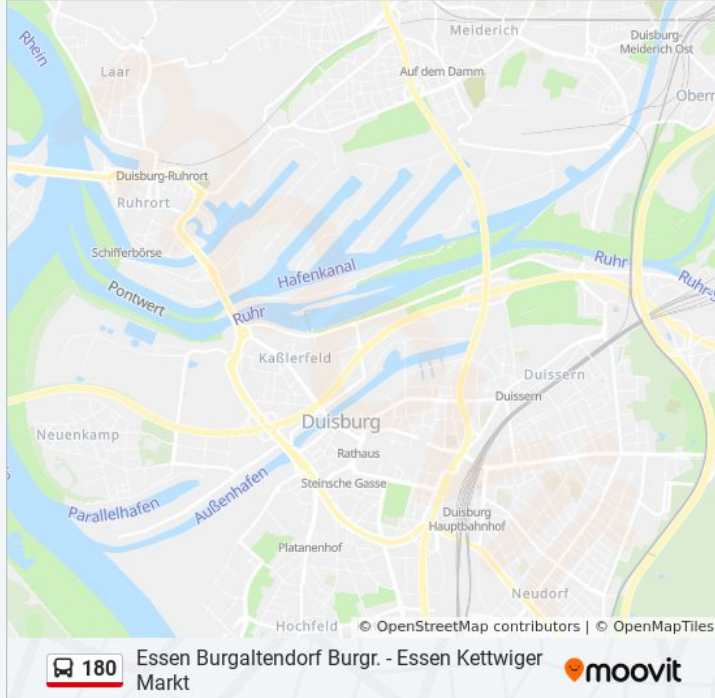 Rhein
Meiderich
Duisburg-
Meiderich Ost
Laar
Auf dem Damm
Obern
Duisburg-Ruhrort
Ruhrort
Schifferbörse
Hafenkanal
Ruhr
Ruhr-S
Pontwert
Ruhr
Kaßlerfeld
Duissern
Duissern
Duisburg
Neuenkamp
Rathaus
Steinsche Gasse
Außenhafen
Parallelhafen
Duisburg
Hauptbahnhof
Platanenhof
Neudorf
Hochfeld
© OpenStreetMap contributors | © OpenMapTiles
180
Essen Burgaltendorf Burgr. - Essen Kettwiger
Markt
moovit